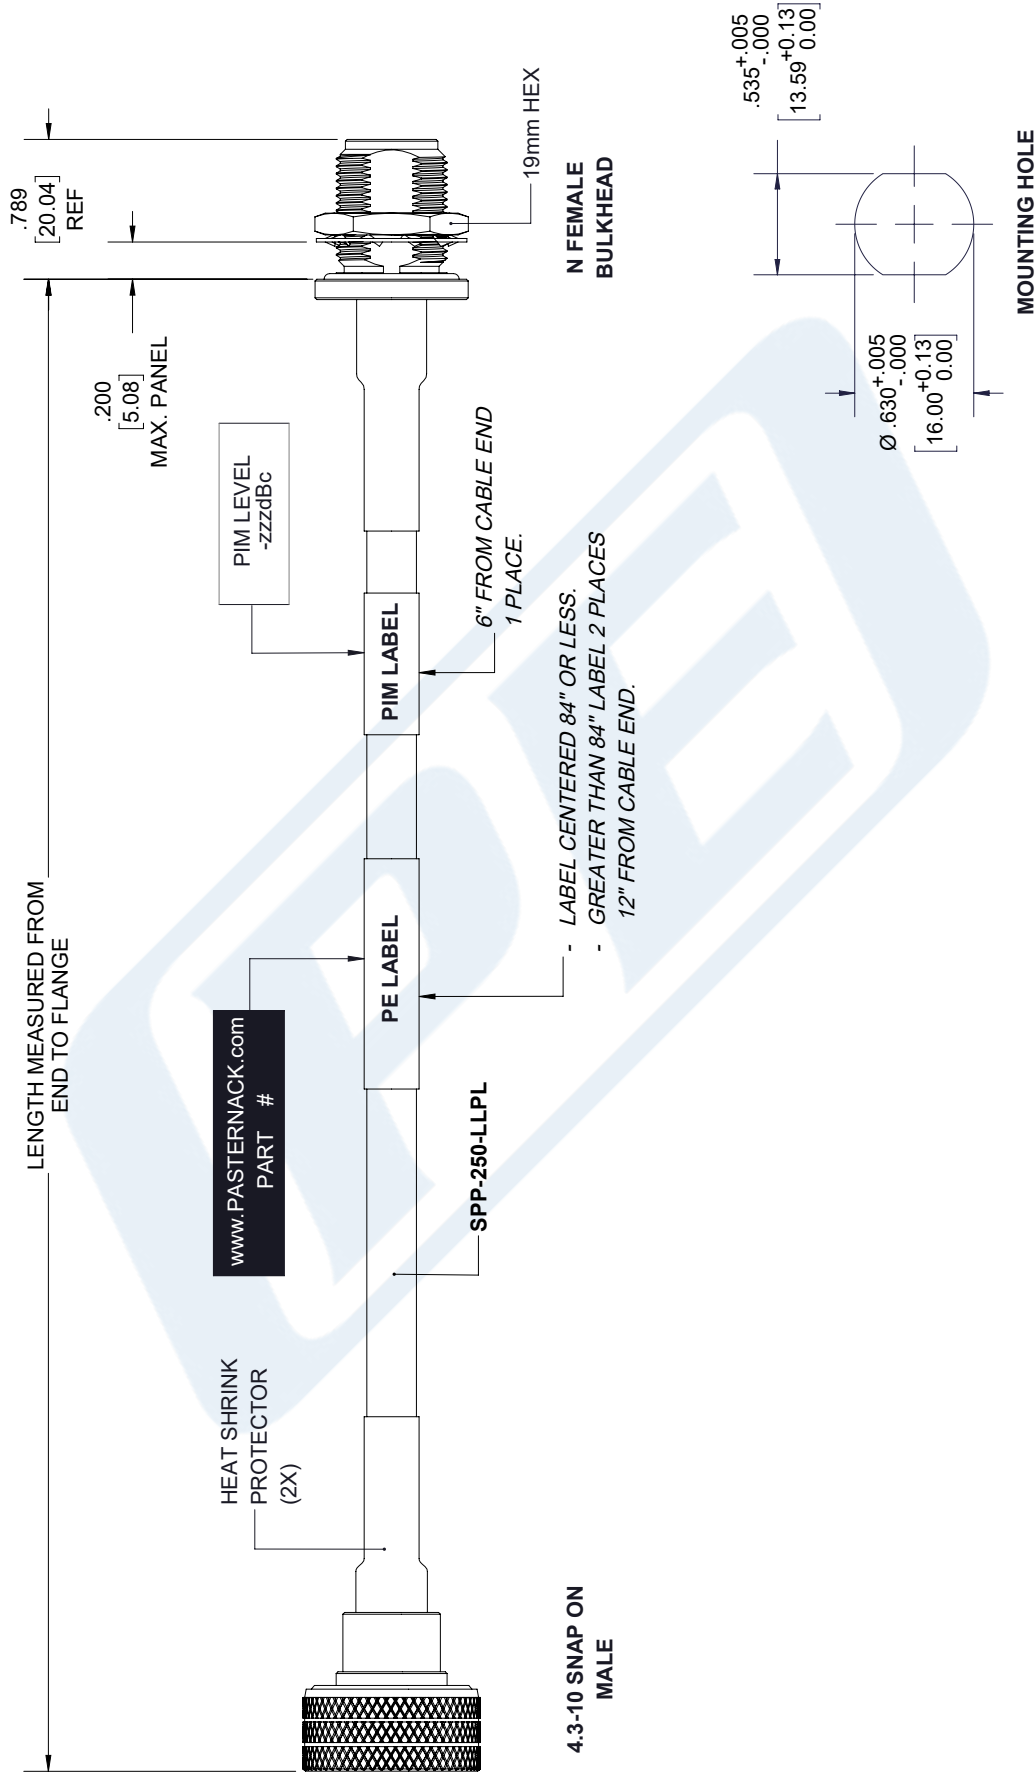 LENGTH MEASURED FROM
END TO FLANGE
.789
[20.04]
REF
.200
[5.08]
MAX. PANEL
HEAT SHRINK
PROTECTOR
(2X)
www.PASTERNACK.com
PART #
PIM LEVEL
-zzzdBc
PE LABEL
PIM LABEL
SPP-250-LLPL
6" FROM CABLE END
1 PLACE.
- LABEL CENTERED 84" OR LESS.
- GREATER THAN 84" LABEL 2 PLACES
12" FROM CABLE END.
19mm HEX
4.3-10 SNAP ON
MALE
N FEMALE
BULKHEAD
.535 +.005
-.000
[13.59 +0.13
0.00]
Ø .630 +.005
-.000
[16.00 +0.13
0.00]
MOUNTING HOLE
PE